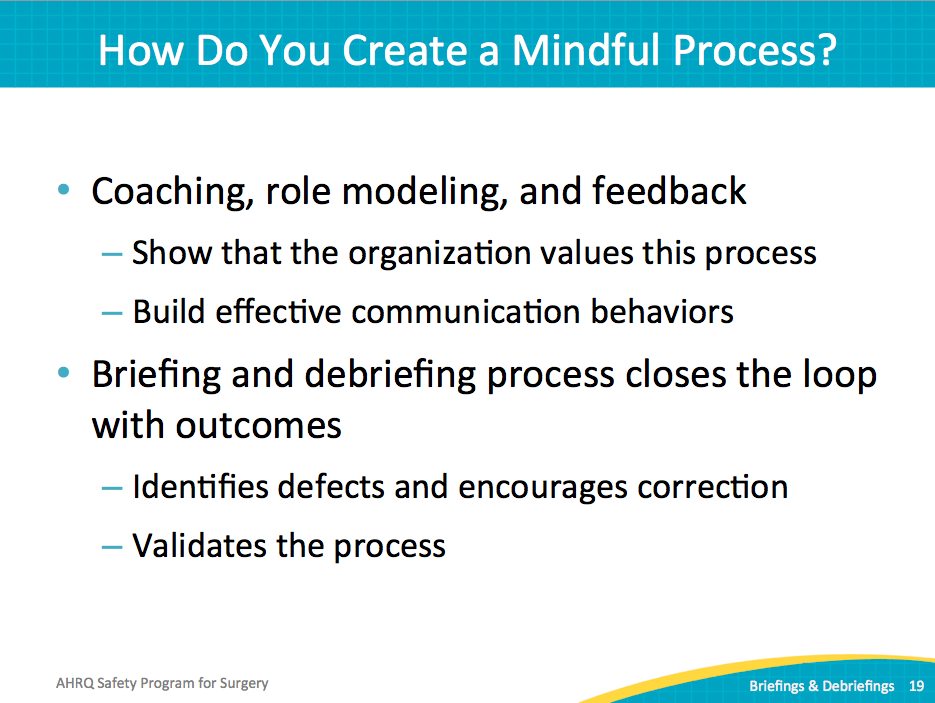 How Do You Create a Mindful Process?
• Coaching, role modeling, and feedback
– Show that the organization values this process
– Build effective communication behaviors
• Briefing and debriefing process closes the loop
with outcomes
– Identifies defects and encourages correction
– Validates the process
AHRQ Safety Program for Surgery
Briefings & Debriefings 19